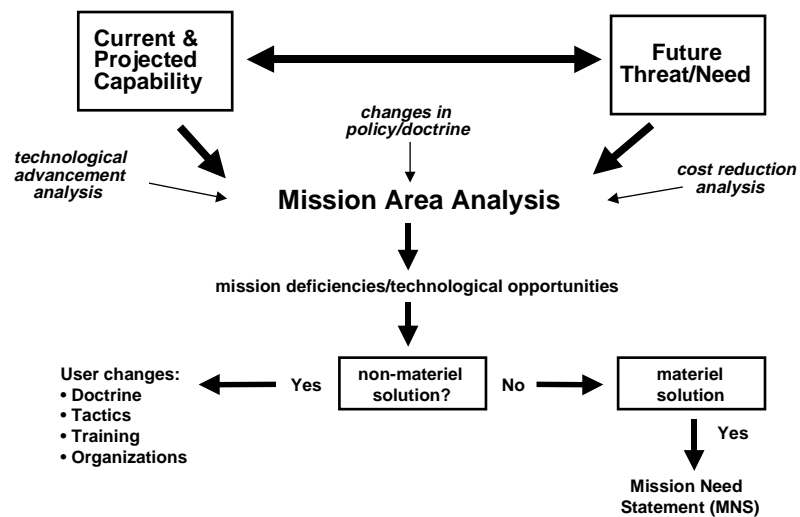 Current &
Projected
Capability
Future
Threat/Need
changes in
policy/doctrine
technological
advancement
analysis
cost reduction
analysis
Mission Area Analysis
mission deficiencies/technological opportunities
User changes:
• Doctrine
• Tactics
• Training
• Organizations
Yes
non-materiel
solution?
No
materiel
solution
Yes
Mission Need
Statement (MNS)